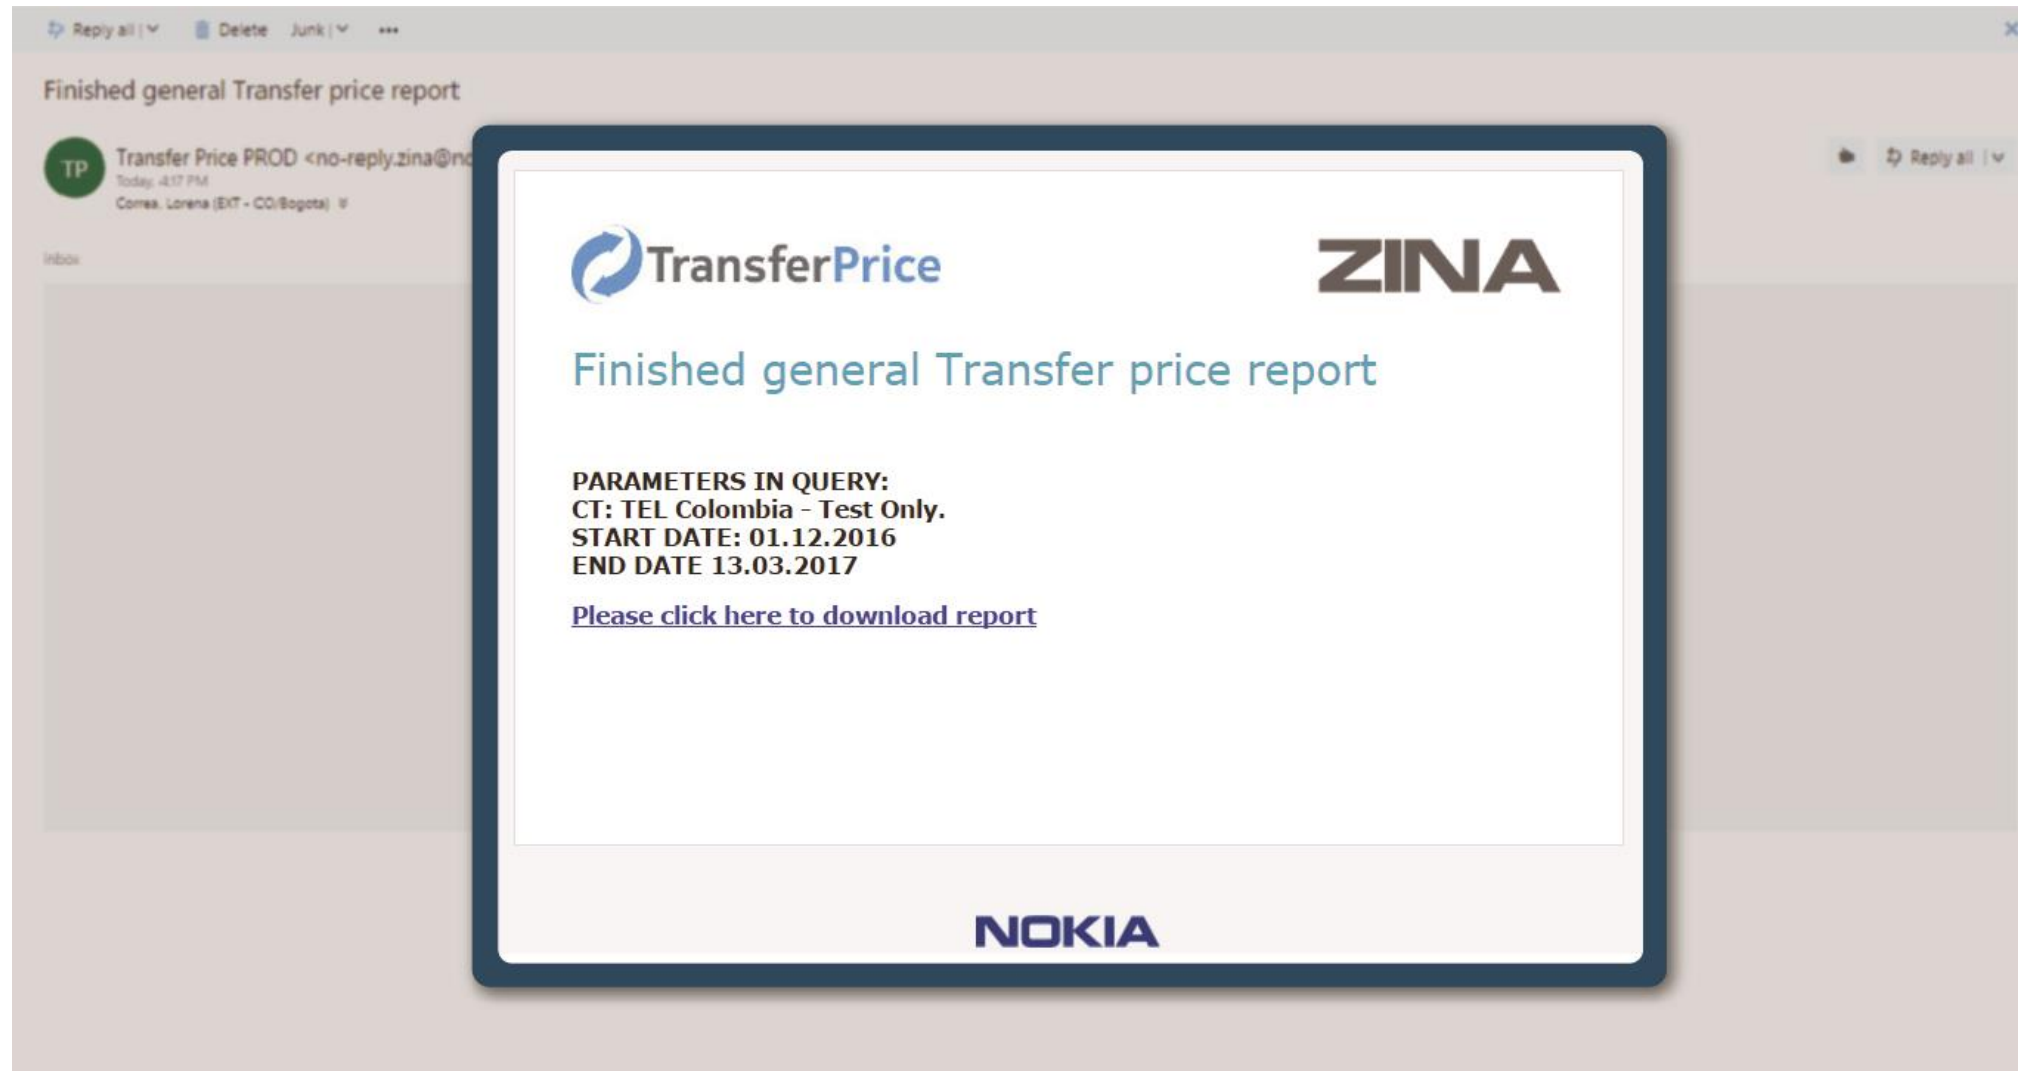 Reply all
Delete
Junk
Finished general Transfer price report
TP
Transfer Price PROD <no-reply.zina@no
Today, 4:17 PM
Correa, Lorena (EXT - CO/Bogota)
Reply all
Inbox
TransferPrice
ZINA
Finished general Transfer price report
PARAMETERS IN QUERY:
CT: TEL Colombia - Test Only.
START DATE: 01.12.2016
END DATE 13.03.2017
Please click here to download report
NOKIA